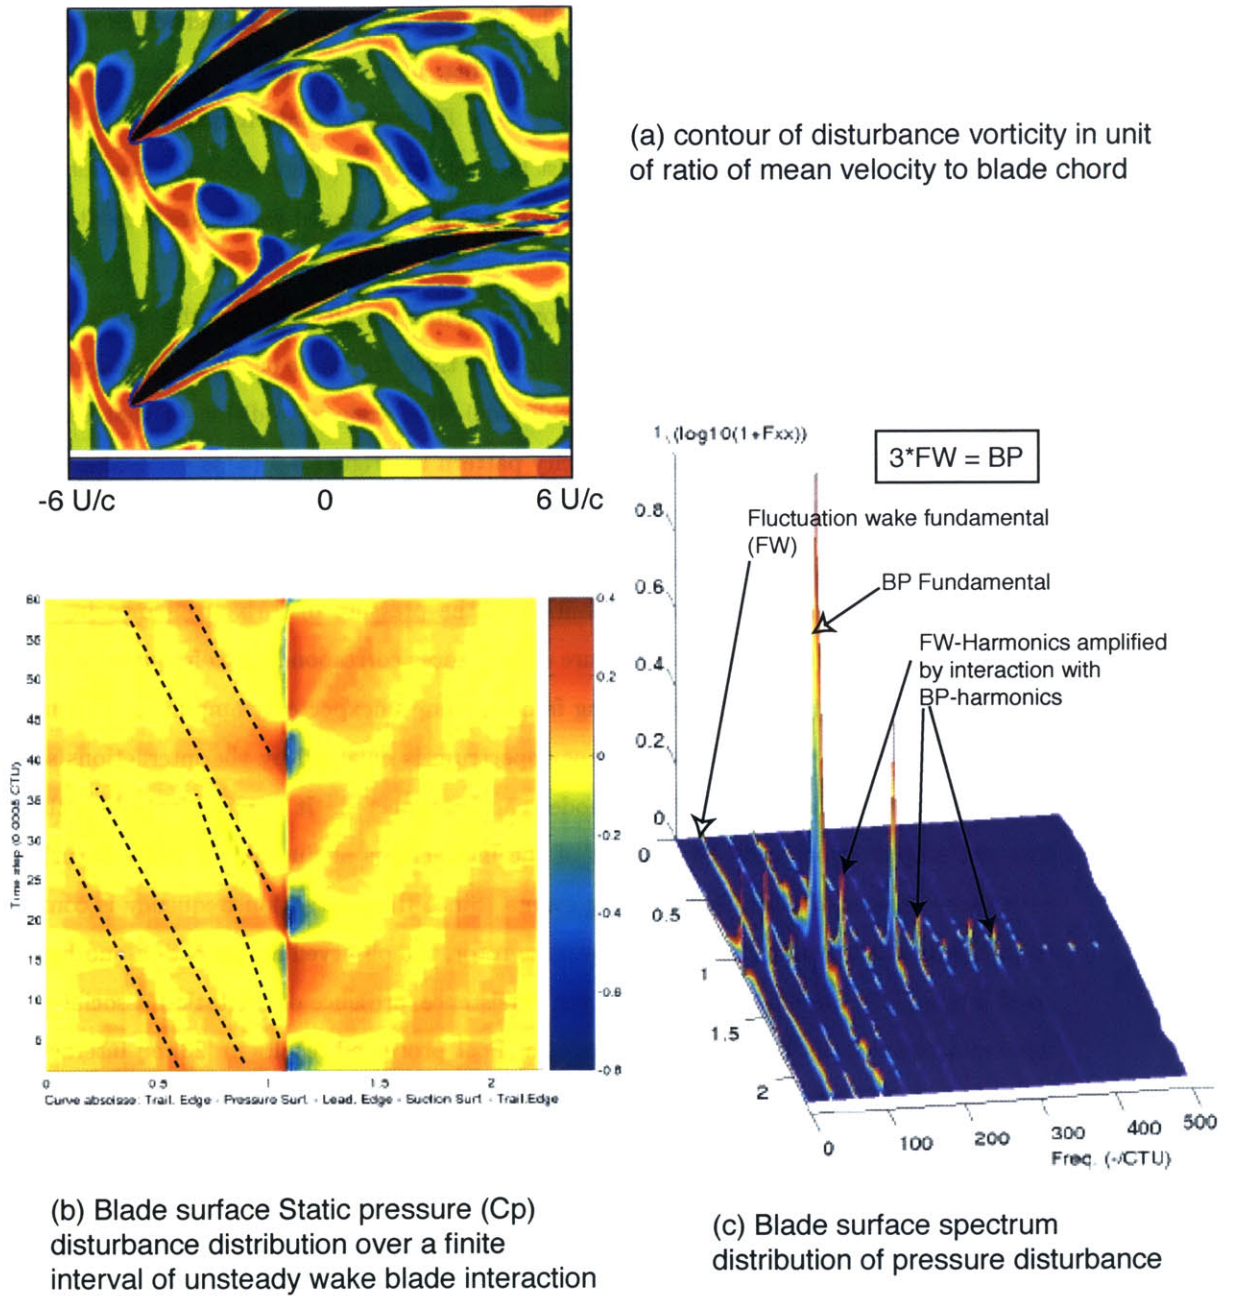 (a) contour of disturbance vorticity in unit
of ratio of mean velocity to blade chord
-6 U/c
0
6 U/c
1
(log10(1+Fxx))
3*FW = BP
0.8
Fluctuation wake fundamental
(FW)
BP Fundamental
0.6
FW-Harmonics amplified
by interaction with
BP-harmonics
0.4
0.2
0
0
0.5
1
1.5
2
0
100
200
300
400
500
Freq. (-/CTU)
60
55
50
45
40
35
30
25
20
15
10
5
Time step (0.0008 CTU)
0.4
0.2
0
-0.2
-0.4
-0.6
-0.8
0
0.5
1
1.5
2
Curve abscisse: Trail. Edge - Pressure Surf. - Lead. Edge - Suction Surf. - Trail.Edge
(b) Blade surface Static pressure (Cp)
disturbance distribution over a finite
interval of unsteady wake blade interaction
(c) Blade surface spectrum
distribution of pressure disturbance